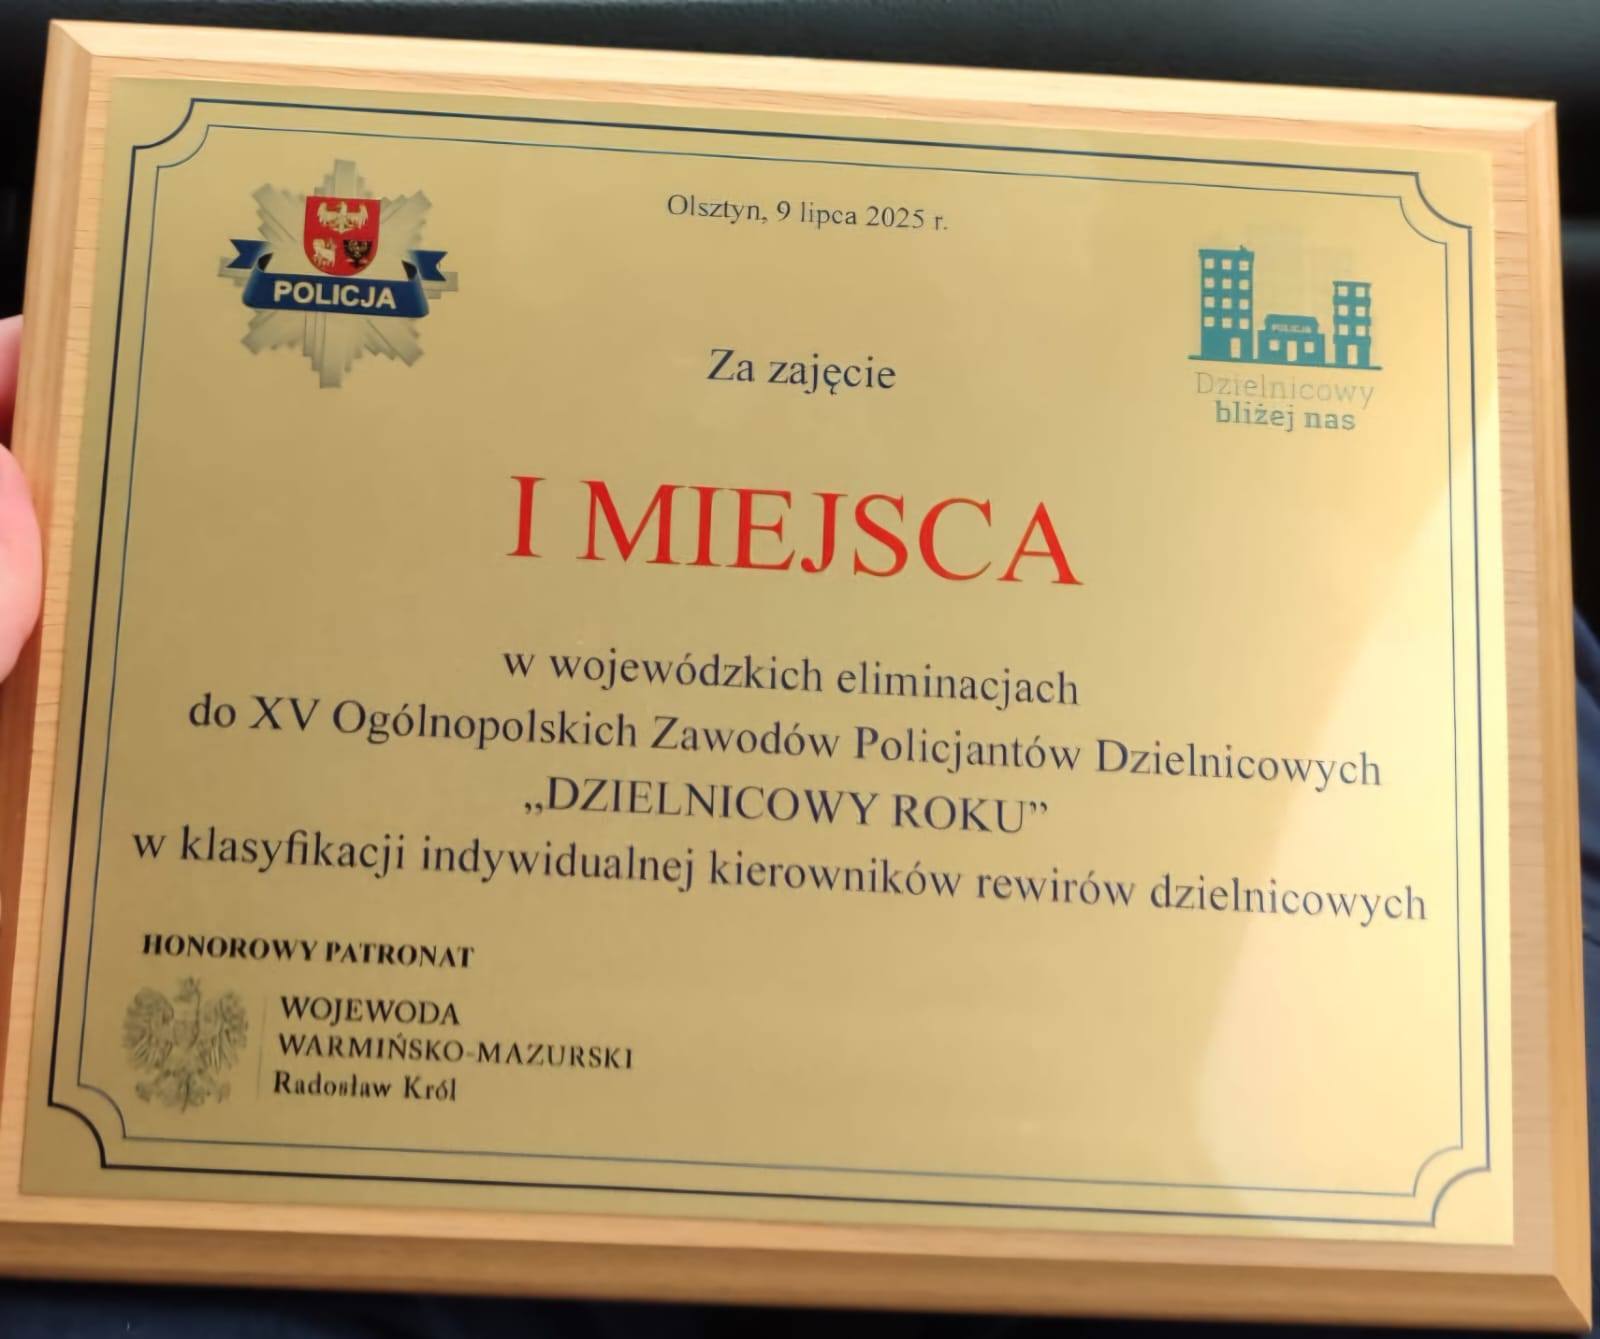 Olsztyn, 9 lipca 2025 r.
POLICJA
POLICJA
Dzielnicowy
bliżej nas
Za zajęcie
I MIEJSCA
w wojewódzkich eliminacjach
do XV Ogólnopolskich Zawodów Policjantów Dzielnicowych
„DZIELNICOWY ROKU”
w klasyfikacji indywidualnej kierowników rewirów dzielnicowych
HONOROWY PATRONAT
WOJEWODA
WARMIŃSKO-MAZURSKI
Radosław Król